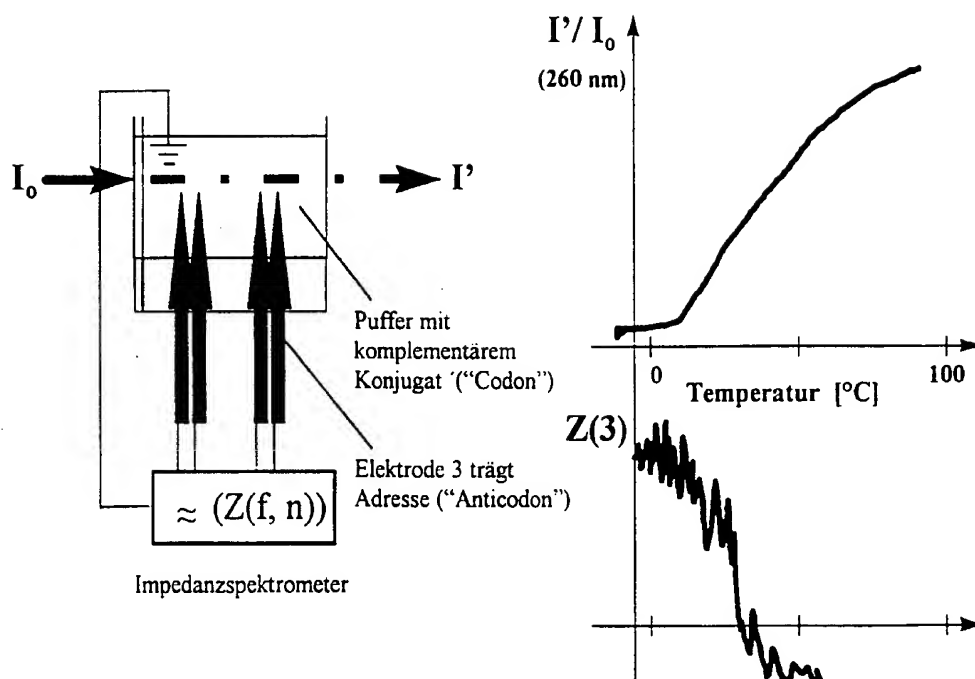 I₀
I'
Puffer mit
komplementärem
Konjugat ("Codon")
Elektrode 3 trägt
Adresse ("Anticodon")
≈ (Z(f, n))
Impedanzspektrometer
I'/ I₀
(260 nm)
0
100
Temperatur [°C]
Z(3)